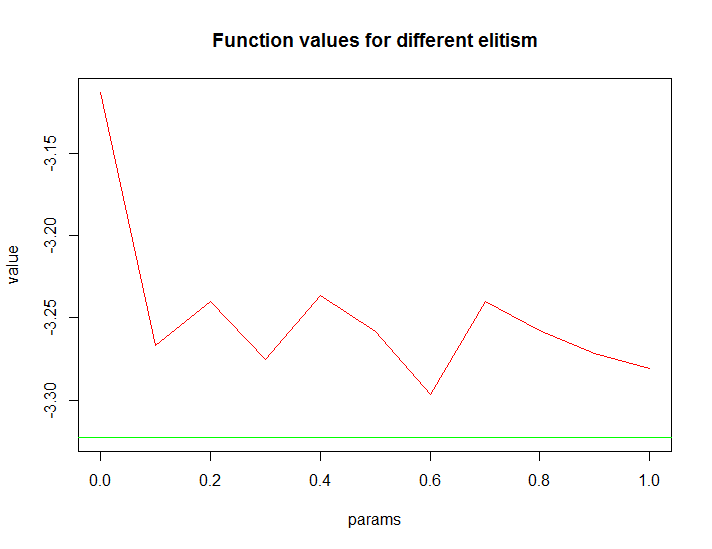 Function values for different elitism
value
-3.15
-3.20
-3.25
-3.30
0.0 0.2 0.4 0.6 0.8 1.0
params